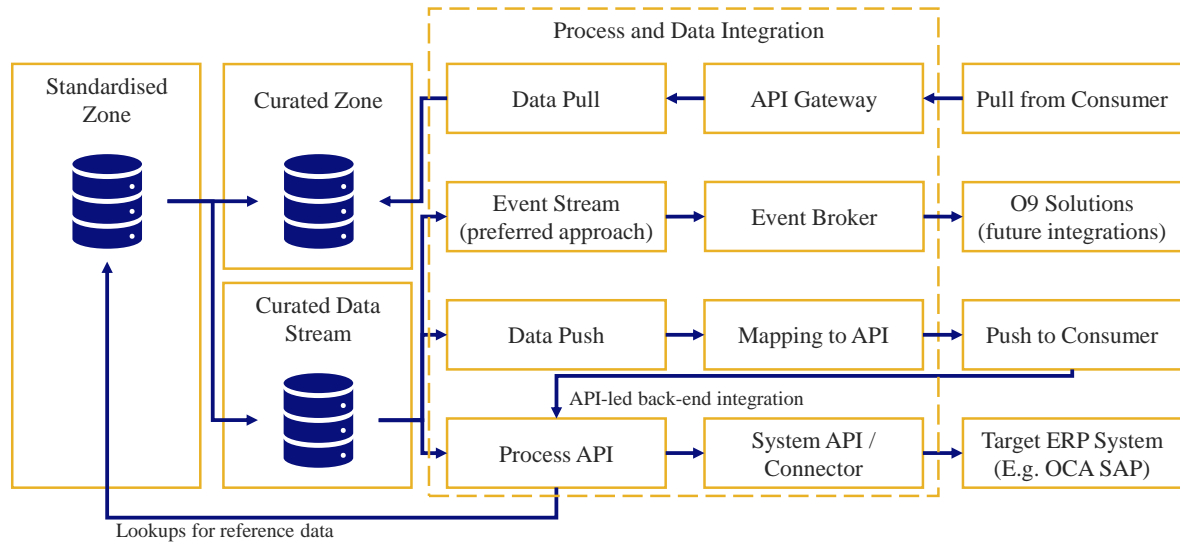 Process and Data Integration
Standardised
Zone
Curated Zone
Data Pull
API Gateway
Pull from Consumer
Event Stream
(preferred approach)
Event Broker
O9 Solutions
(future integrations)
Curated Data
Stream
Data Push
Mapping to API
Push to Consumer
API-led back-end integration
Process API
System API /
Connector
Target ERP System
(E.g. OCA SAP)
Lookups for reference data